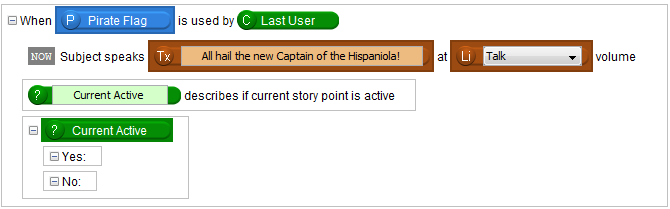 When P Pirate Flag is used by C Last User
NOW Subject speaks Tx All hail the new Captain of the Hispaniola! at Li Talk volume
? Current Active describes if current story point is active
? Current Active
Yes:
No: